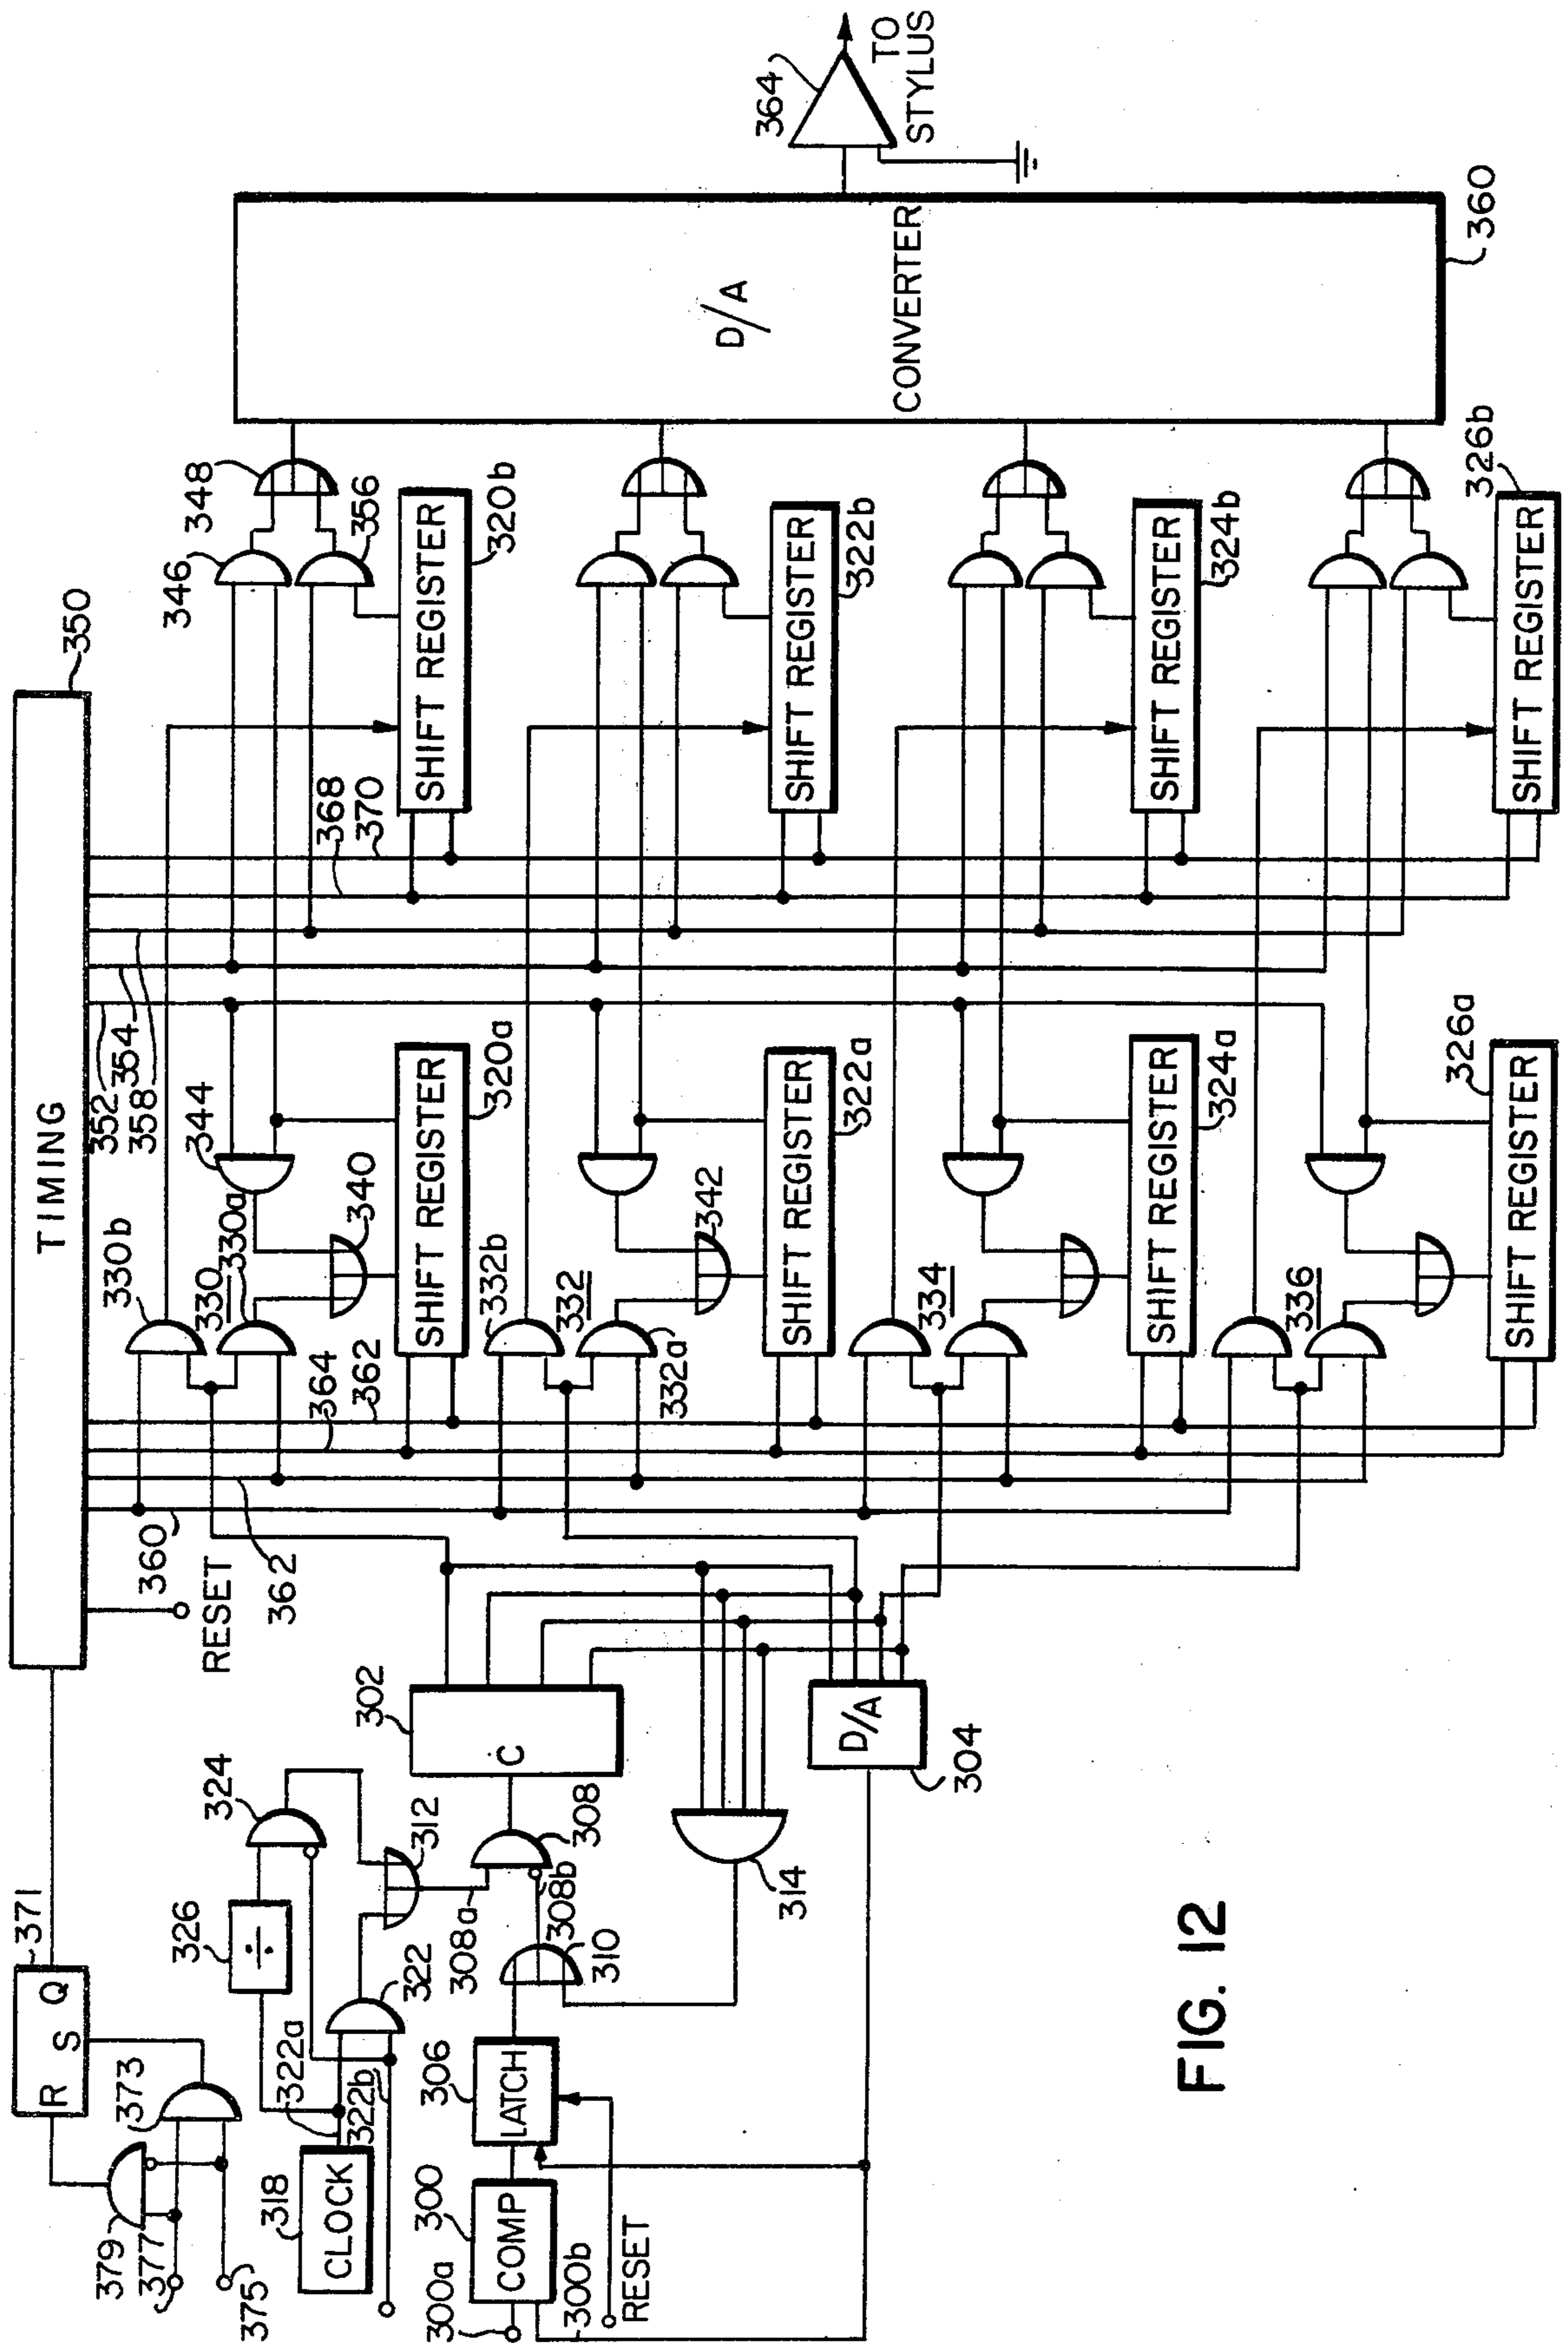 371
R
S
Q
373
379
377
375
TIMING
350
RESET
360
362
352
354
358
368
370
364
362
318
CLOCK
322a
322b
326
÷
324
322
312
308a
308
308b
310
302
C
300a
300
COMP
300b
306
LATCH
RESET
314
D/A
304
330b
330
330a
344
340
SHIFT REGISTER
320a
346
348
356
SHIFT REGISTER
320b
332b
332
332a
342
SHIFT REGISTER
322a
SHIFT REGISTER
322b
334
SHIFT REGISTER
324a
SHIFT REGISTER
324b
336
SHIFT REGISTER
326a
SHIFT REGISTER
326b
D/A
CONVERTER
360
364
TO
STYLUS
FIG. 12